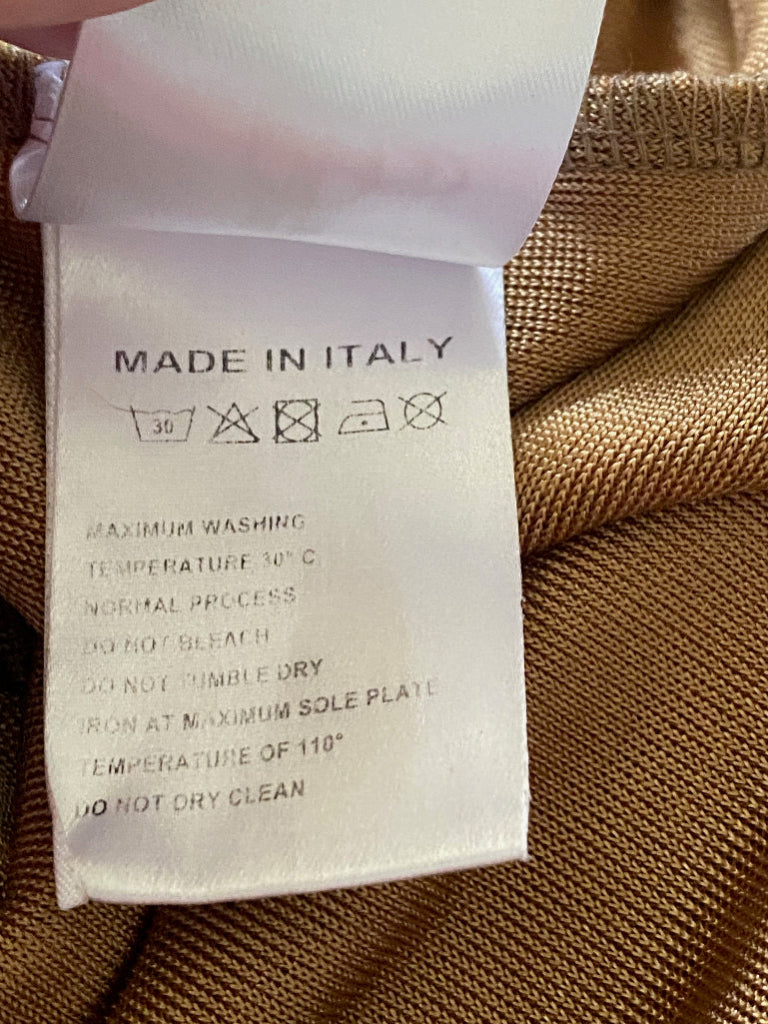 MADE IN ITALY
30
MAXIMUM WASHING
TEMPERATURE 30° C
NORMAL PROCESS
DO NOT BLEACH
DO NOT TUMBLE DRY
IRON AT MAXIMUM SOLE PLATE
TEMPERATURE OF 110°
DO NOT DRY CLEAN